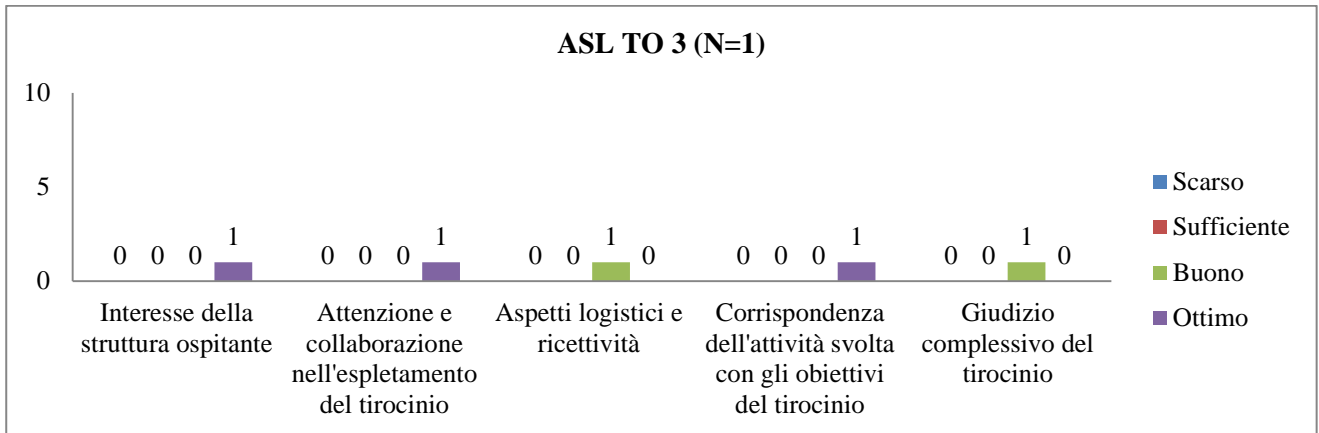 ASL TO 3 (N=1)
10
5
0
0 0 0 1 0 0 0 1 0 0 1 0 0 0 0 1 0 0 1 0
Interesse della
struttura ospitante
Attenzione e
collaborazione
nell'espletamento
del tirocinio
Aspetti logistici e
ricettività
Corrispondenza
dell'attività svolta
con gli obiettivi
del tirocinio
Giudizio
complessivo del
tirocinio
Scarso
Sufficiente
Buono
Ottimo